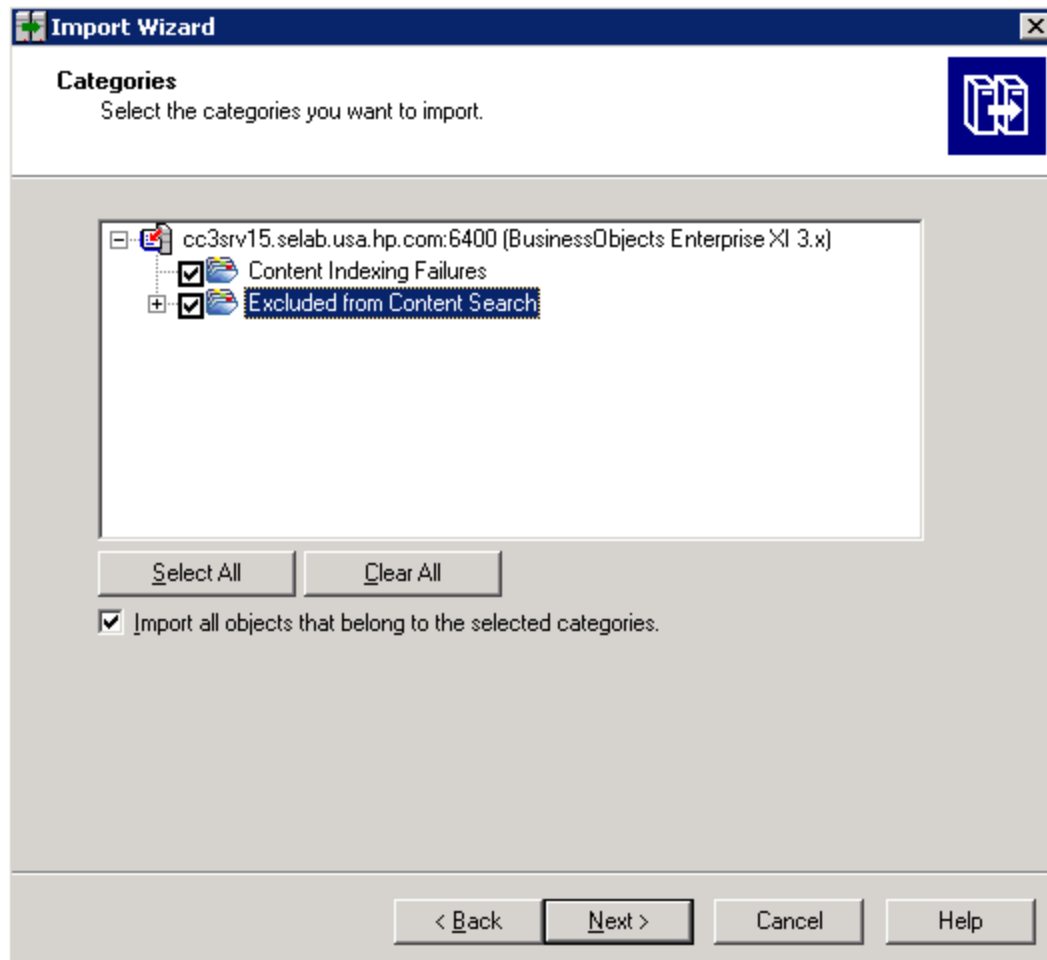 Import Wizard
Categories
Select the categories you want to import.
cc3srv15.selab.usa.hp.com:6400 (BusinessObjects Enterprise XI 3.x)
Content Indexing Failures
Excluded from Content Search
Select All Clear All
Import all objects that belong to the selected categories.
< Back Next > Cancel Help